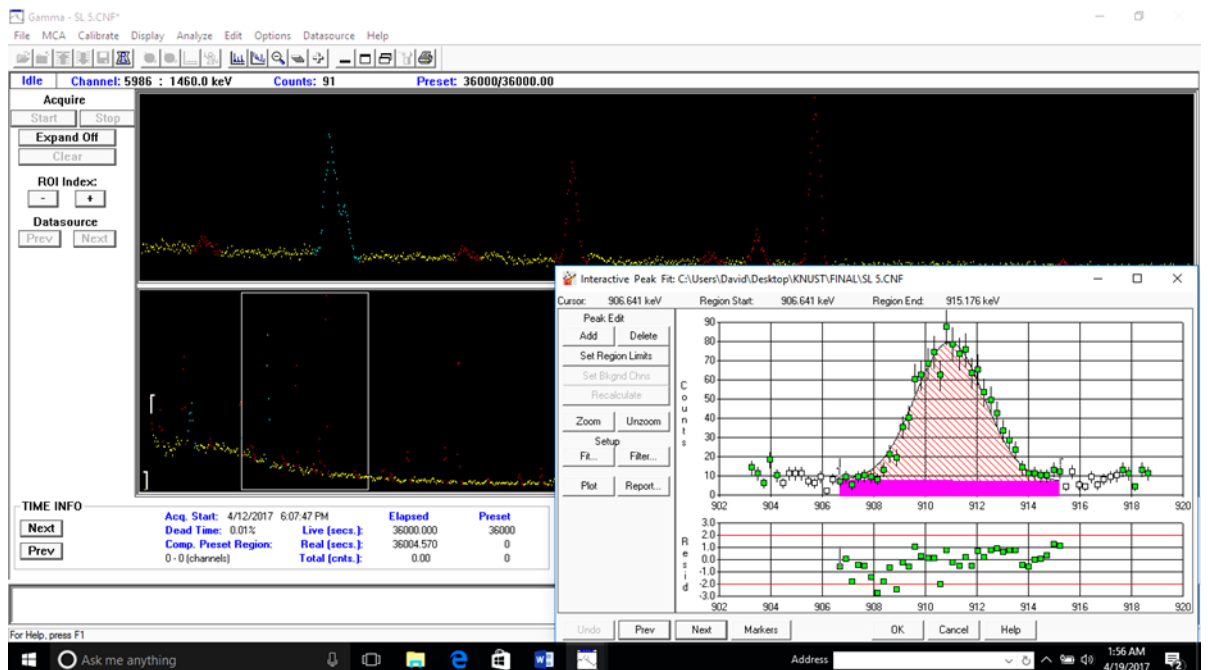 Gamma - SL 5.CNF*
File MCA Calibrate Display Analyze Edit Options Datasource Help
Idle Channel: 5986 : 1460.0 keV Counts: 91 Preset: 36000/36000.00
Acquire
Start Stop
Expand Off
Clear
ROI Index:
- +
Datasource
Prev Next
Interactive Peak Fit: C:\Users\David\Desktop\KNUST\FINAL\SL 5.CNF
Cursor: 906.641 keV Region Start: 906.641 keV Region End: 915.176 keV
Peak Edit
Add Delete
Set Region Limits
Set Bkgnd Chns
Recalculate
Zoom Unzoom
Setup
Fit... Filter...
Plot Report...
Counts
90
80
70
60
50
40
30
20
10
0
902 904 906 908 910 912 914 916 918 920
Resid
3.0
2.0
1.0
0.0
-1.0
-2.0
-3.0
902 904 906 908 910 912 914 916 918 920
Undo Prev Next Markers OK Cancel Help
TIME INFO
Next
Prev
Acq. Start: 4/12/2017 6:07:47 PM Elapsed Preset
Dead Time: 0.01% Live (secs.): 36000.000 36000
Comp. Preset Region: Real (secs.): 36004.570 0
0 - 0 (channels) Total (cnts.): 0.00 0
For Help, press F1
Ask me anything
Address
1:56 AM
4/19/2017